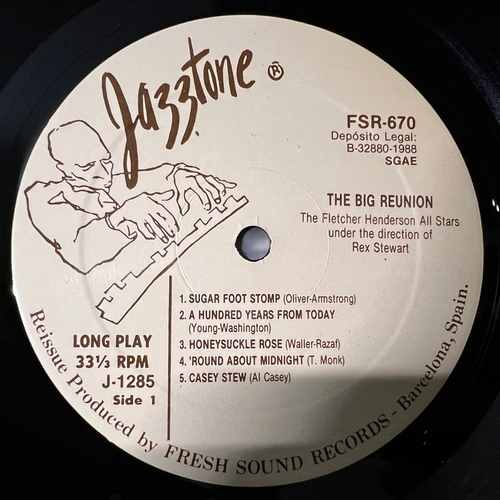 Jazztone ®
FSR-670
Depósito Legal:
B-32880-1988
SGAE
THE BIG REUNION
The Fletcher Henderson All Stars
under the direction of
Rex Stewart
1. SUGAR FOOT STOMP (Oliver-Armstrong)
2. A HUNDRED YEARS FROM TODAY
(Young-Washington)
3. HONEYSUCKLE ROSE (Waller-Razaf)
4. 'ROUND ABOUT MIDNIGHT (T. Monk)
5. CASEY STEW (Al Casey)
LONG PLAY
33⅓ RPM
J-1285
Side 1
Reissue Produced by FRESH SOUND RECORDS - Barcelona, Spain.